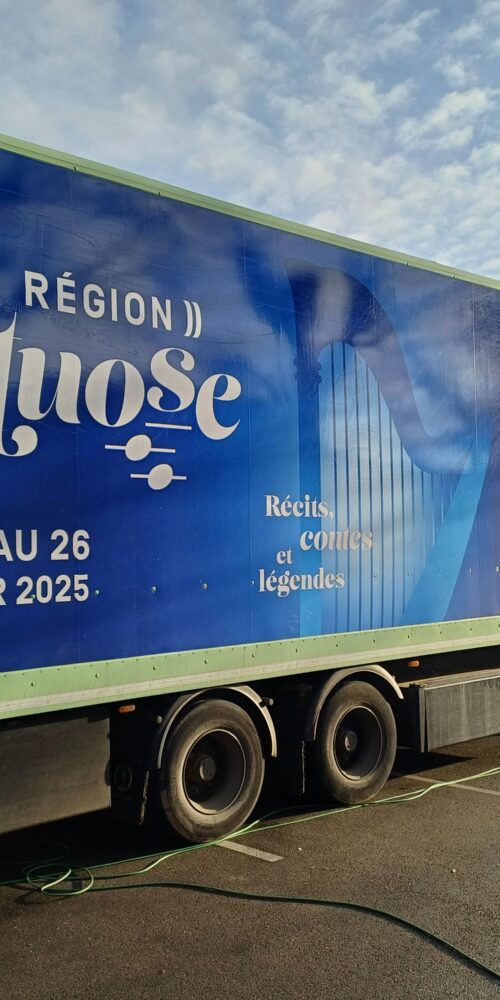 RÉGION ))
tuose
AU 26
R 2025
Récits,
contes
et
légendes